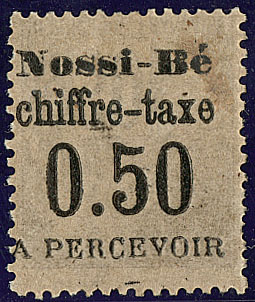 Nossi-Bé
chiffre-taxe
0.50
A PERCEVOIR